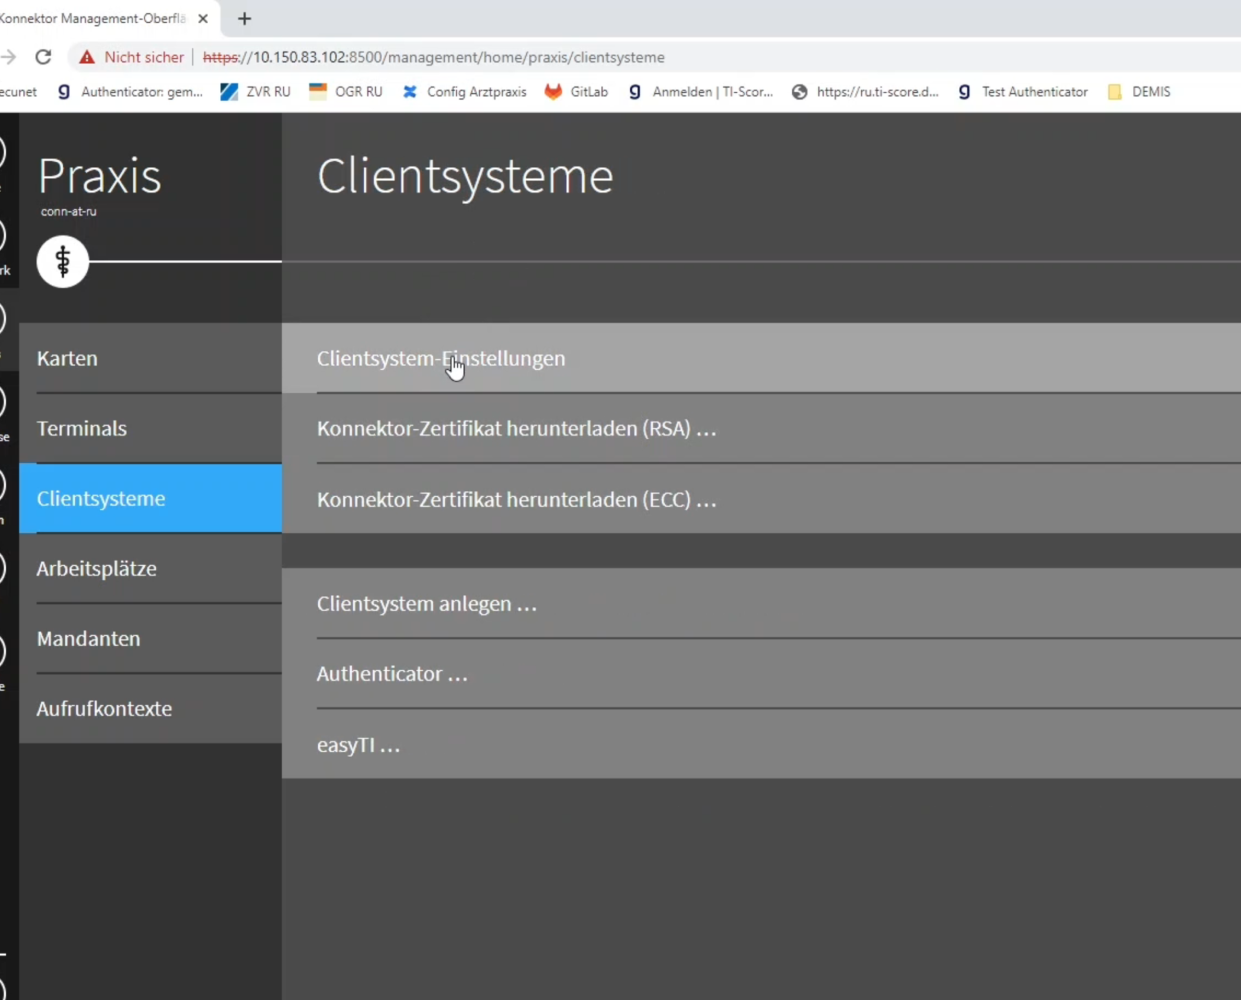 Konnektor Management-Oberflä
Nicht sicher https://10.150.83.102:8500/management/home/praxis/clientsysteme
ecunet Authenticator: gem... ZVR RU OGR RU Config Arztpraxis GitLab Anmelden | TI-Scor... https://ru.ti-score.d... Test Authenticator DEMIS
Praxis
conn-at-ru
Clientsysteme
rk
se
n
e
Karten
Terminals
Clientsysteme
Arbeitsplätze
Mandanten
Aufrufkontexte
Clientsystem-Einstellungen
Konnektor-Zertifikat herunterladen (RSA) ...
Konnektor-Zertifikat herunterladen (ECC) ...
Clientsystem anlegen ...
Authenticator ...
easyTI ...